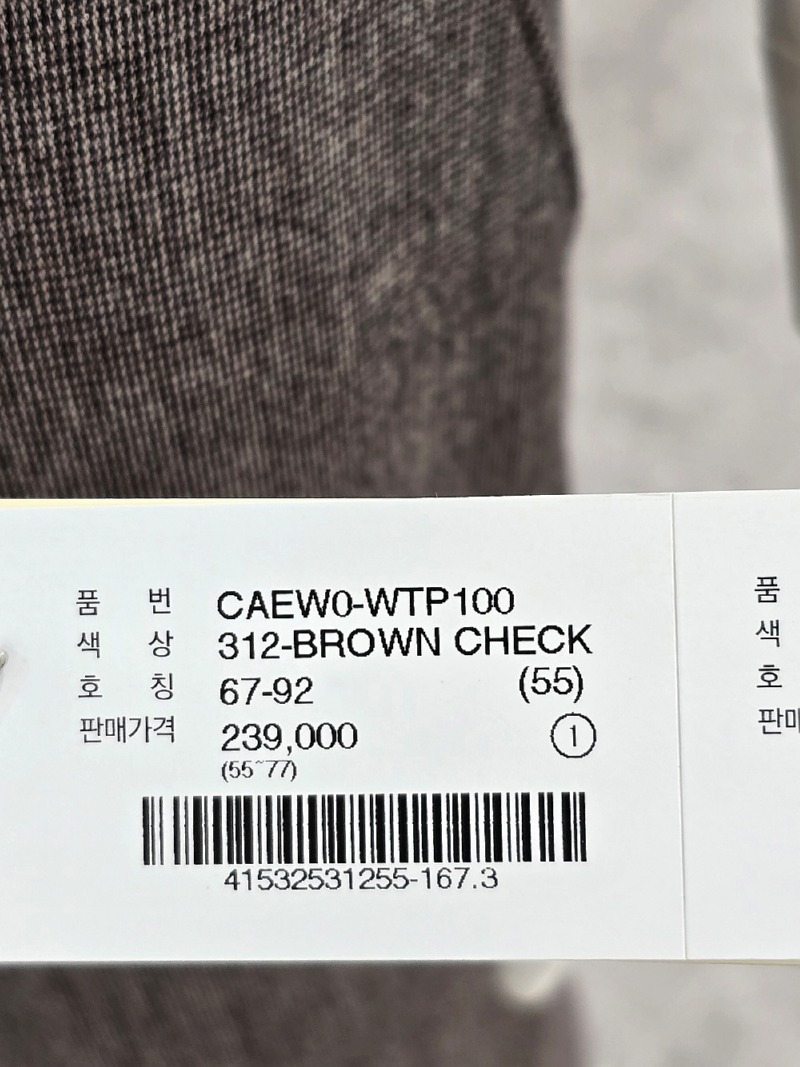 품 번 CAEW0-WTP100
색 상 312-BROWN CHECK
호 칭 67-92 (55)
판매가격 239,000 ①
(55~77)
41532531255-167.3
품
색
호
판매